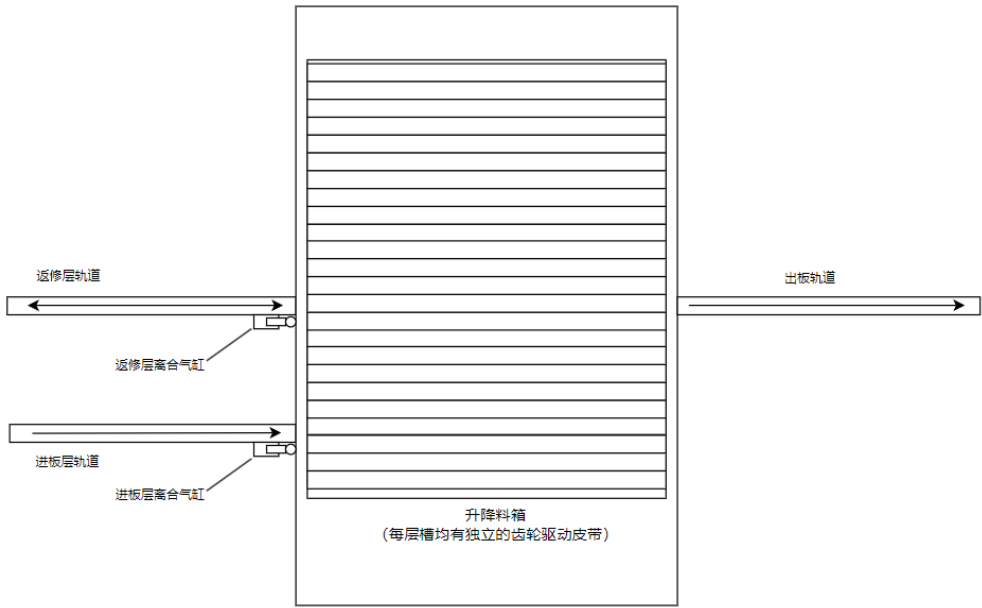 返修层轨道
出板轨道
返修层离合气缸
进板层轨道
进板层离合气缸
升降料箱
（每层槽均有独立的齿轮驱动皮带）